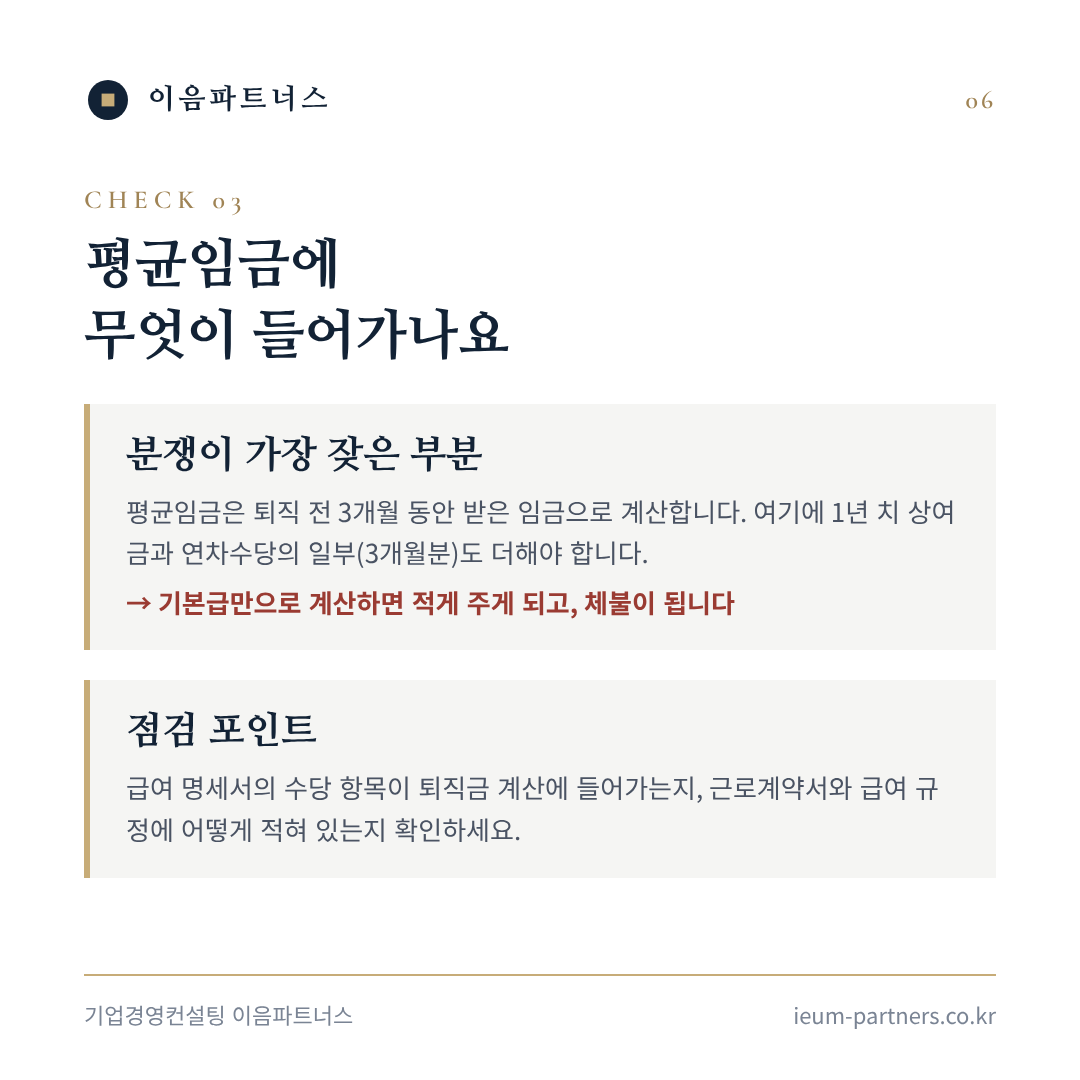 이음파트너스
06
CHECK 03
평균임금에
무엇이 들어가나요
분쟁이 가장 잦은 부분
평균임금은 퇴직 전 3개월 동안 받은 임금으로 계산합니다. 여기에 1년 치 상여
금과 연차수당의 일부(3개월분)도 더해야 합니다.
→ 기본급만으로 계산하면 적게 주게 되고, 체불이 됩니다
점검 포인트
급여 명세서의 수당 항목이 퇴직금 계산에 들어가는지, 근로계약서와 급여 규
정에 어떻게 적혀 있는지 확인하세요.
기업경영컨설팅 이음파트너스
ieum-partners.co.kr